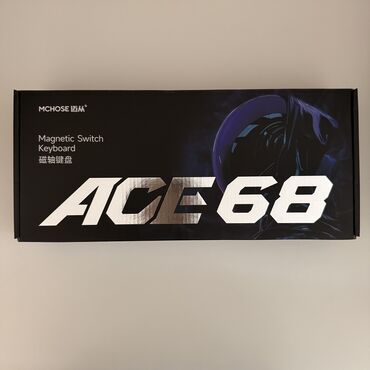 MCHOSE 迈从
Magnetic Switch
Keyboard
磁轴键盘
ACE 68